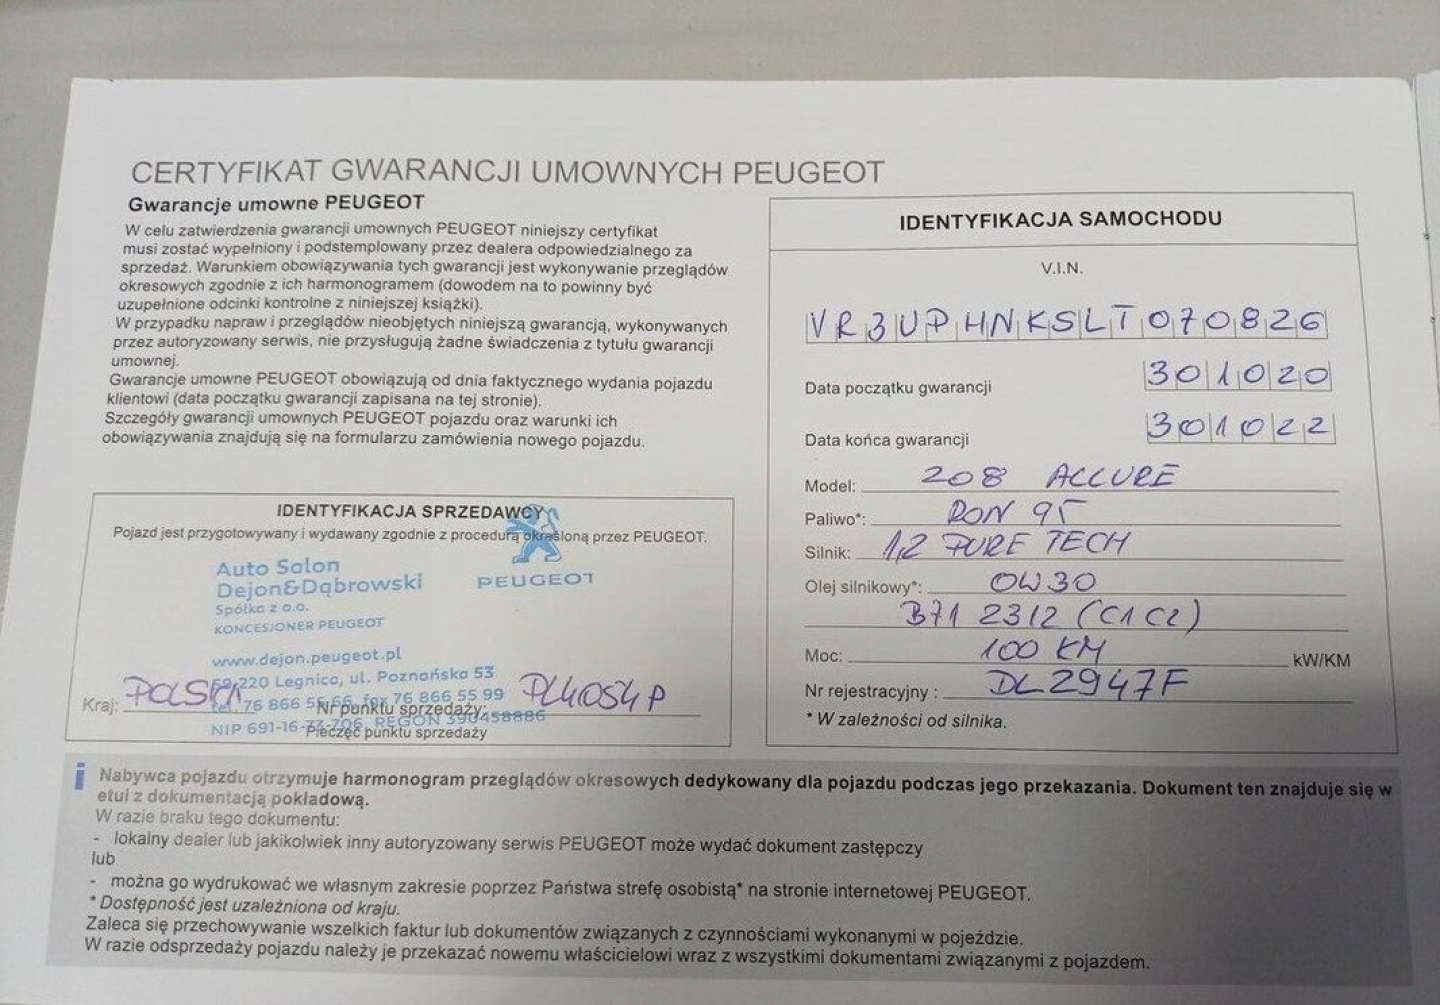 CERTYFIKAT GWARANCJI UMOWNYCH PEUGEOT
Gwarancje umowne PEUGEOT
W celu zatwierdzenia gwarancji umownych PEUGEOT niniejszy certyfikat
musi zostać wypełniony i podstemplowany przez dealera odpowiedzialnego za
sprzedaż. Warunkiem obowiązywania tych gwarancji jest wykonywanie przeglądów
okresowych zgodnie z ich harmonogramem (dowodem na to powinny być
uzupełnione odcinki kontrolne z niniejszej książki).
W przypadku napraw i przeglądów nieobjętych niniejszą gwarancją, wykonywanych
przez autoryzowany serwis, nie przysługują żadne świadczenia z tytułu gwarancji
umownej.
Gwarancje umowne PEUGEOT obowiązują od dnia faktycznego wydania pojazdu
klientowi (data początku gwarancji zapisana na tej stronie).
Szczegóły gwarancji umownych PEUGEOT pojazdu oraz warunki ich
obowiązywania znajdują się na formularzu zamówienia nowego pojazdu.
IDENTYFIKACJA SPRZEDAWCY
Pojazd jest przygotowywany i wydawany zgodnie z procedurą określoną przez PEUGEOT.
Auto Salon
Dejon&Dąbrowski
Spółka z o.o.
KONCESJONER PEUGEOT
PEUGEOT
www.dejon.peugeot.pl
59-220 Legnica, ul. Poznańska 53
tel. 76 866 55 66, fax 76 866 55 99
NIP 691-16-73-706, REGON 390458886
Kraj: POLSKA Nr punktu sprzedaży: PL4054P
Pieczęć punktu sprzedaży
IDENTYFIKACJA SAMOCHODU
V.I.N.
VR3UPHNKSLT070826
Data początku gwarancji 301020
Data końca gwarancji 301022
Model: 208 ALLURE
Paliwo*: RON 95
Silnik: 1,2 PURE TECH
Olej silnikowy*: 0W30
B71 2312 (C1 C2)
Moc: 100 KM kW/KM
Nr rejestracyjny : DL2947F
* W zależności od silnika.
i Nabywca pojazdu otrzymuje harmonogram przeglądów okresowych dedykowany dla pojazdu podczas jego przekazania. Dokument ten znajduje się w
etui z dokumentacją pokładową.
W razie braku tego dokumentu:
- lokalny dealer lub jakikolwiek inny autoryzowany serwis PEUGEOT może wydać dokument zastępczy
lub
- można go wydrukować we własnym zakresie poprzez Państwa strefę osobistą* na stronie internetowej PEUGEOT.
* Dostępność jest uzależniona od kraju.
Zaleca się przechowywanie wszelkich faktur lub dokumentów związanych z czynnościami wykonanymi w pojeździe.
W razie odsprzedaży pojazdu należy je przekazać nowemu właścicielowi wraz z wszystkimi dokumentami związanymi z pojazdem.